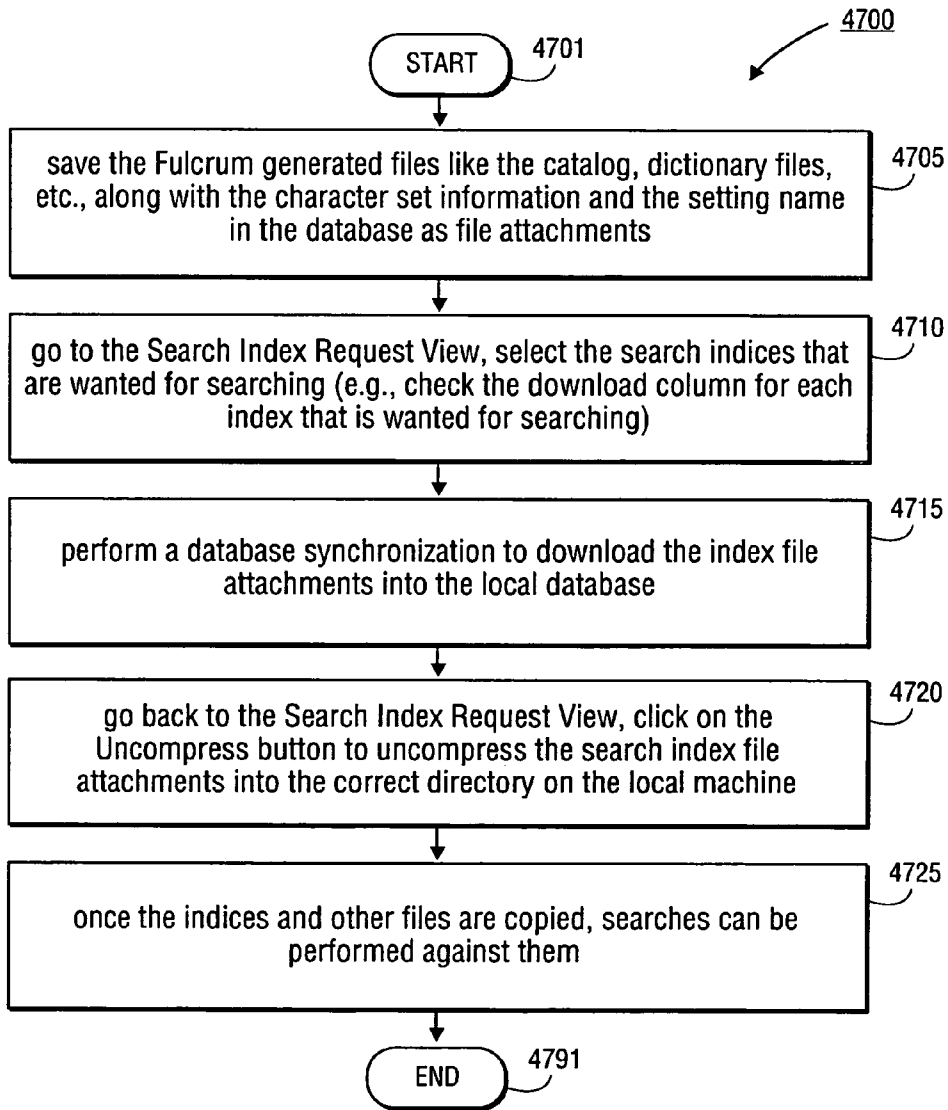 4700
START
4701
save the Fulcrum generated files like the catalog, dictionary files,
etc., along with the character set information and the setting name
in the database as file attachments
4705
go to the Search Index Request View, select the search indices that
are wanted for searching (e.g., check the download column for each
index that is wanted for searching)
4710
perform a database synchronization to download the index file
attachments into the local database
4715
go back to the Search Index Request View, click on the
Uncompress button to uncompress the search index file
attachments into the correct directory on the local machine
4720
once the indices and other files are copied, searches can be
performed against them
4725
END
4791